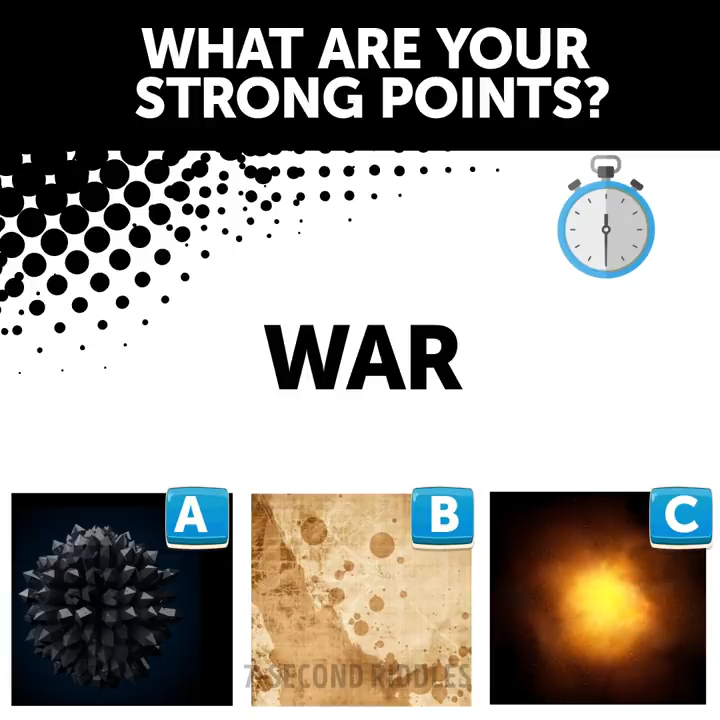 WHAT ARE YOUR
STRONG POINTS?
WAR
A
B
C
7 SECOND RIDDLES